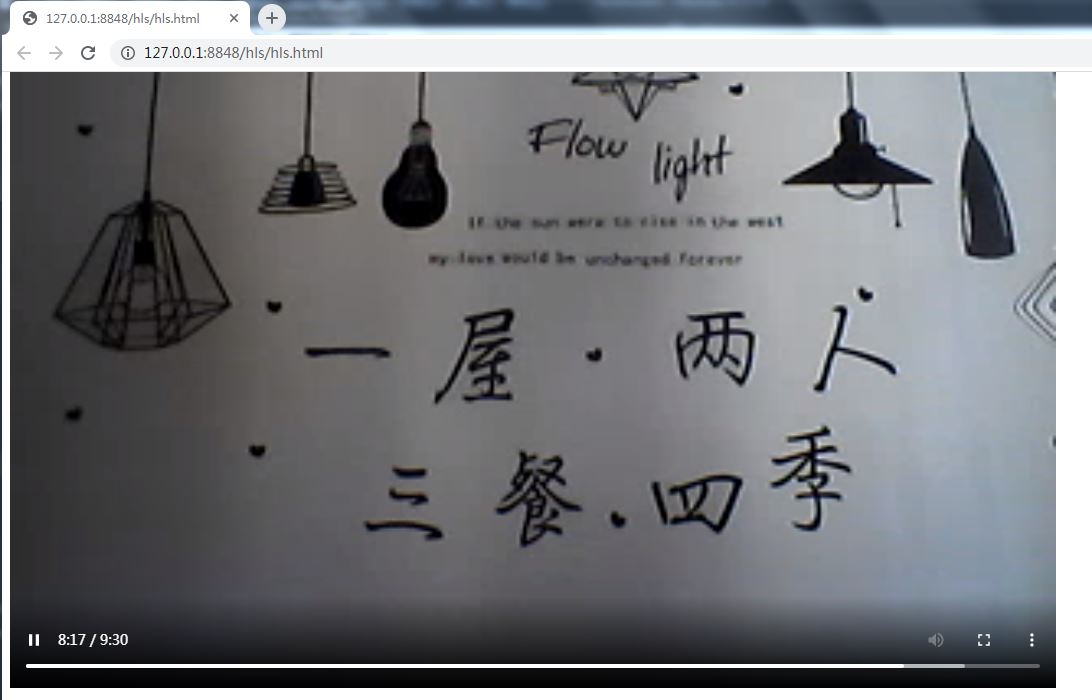 127.0.0.1:8848/hls/hls.html
127.0.0.1:8848/hls/hls.html
Flow light
If the sun were to rise in the west
my love would be unchanged forever
一屋·两人
三餐.四季
8:17 / 9:30